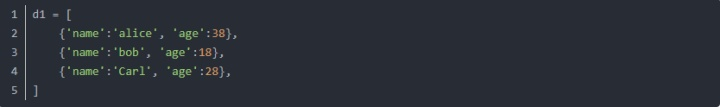 1 d1 = [
2     {'name':'alice', 'age':38},
3     {'name':'bob', 'age':18},
4     {'name':'Carl', 'age':28},
5 ]